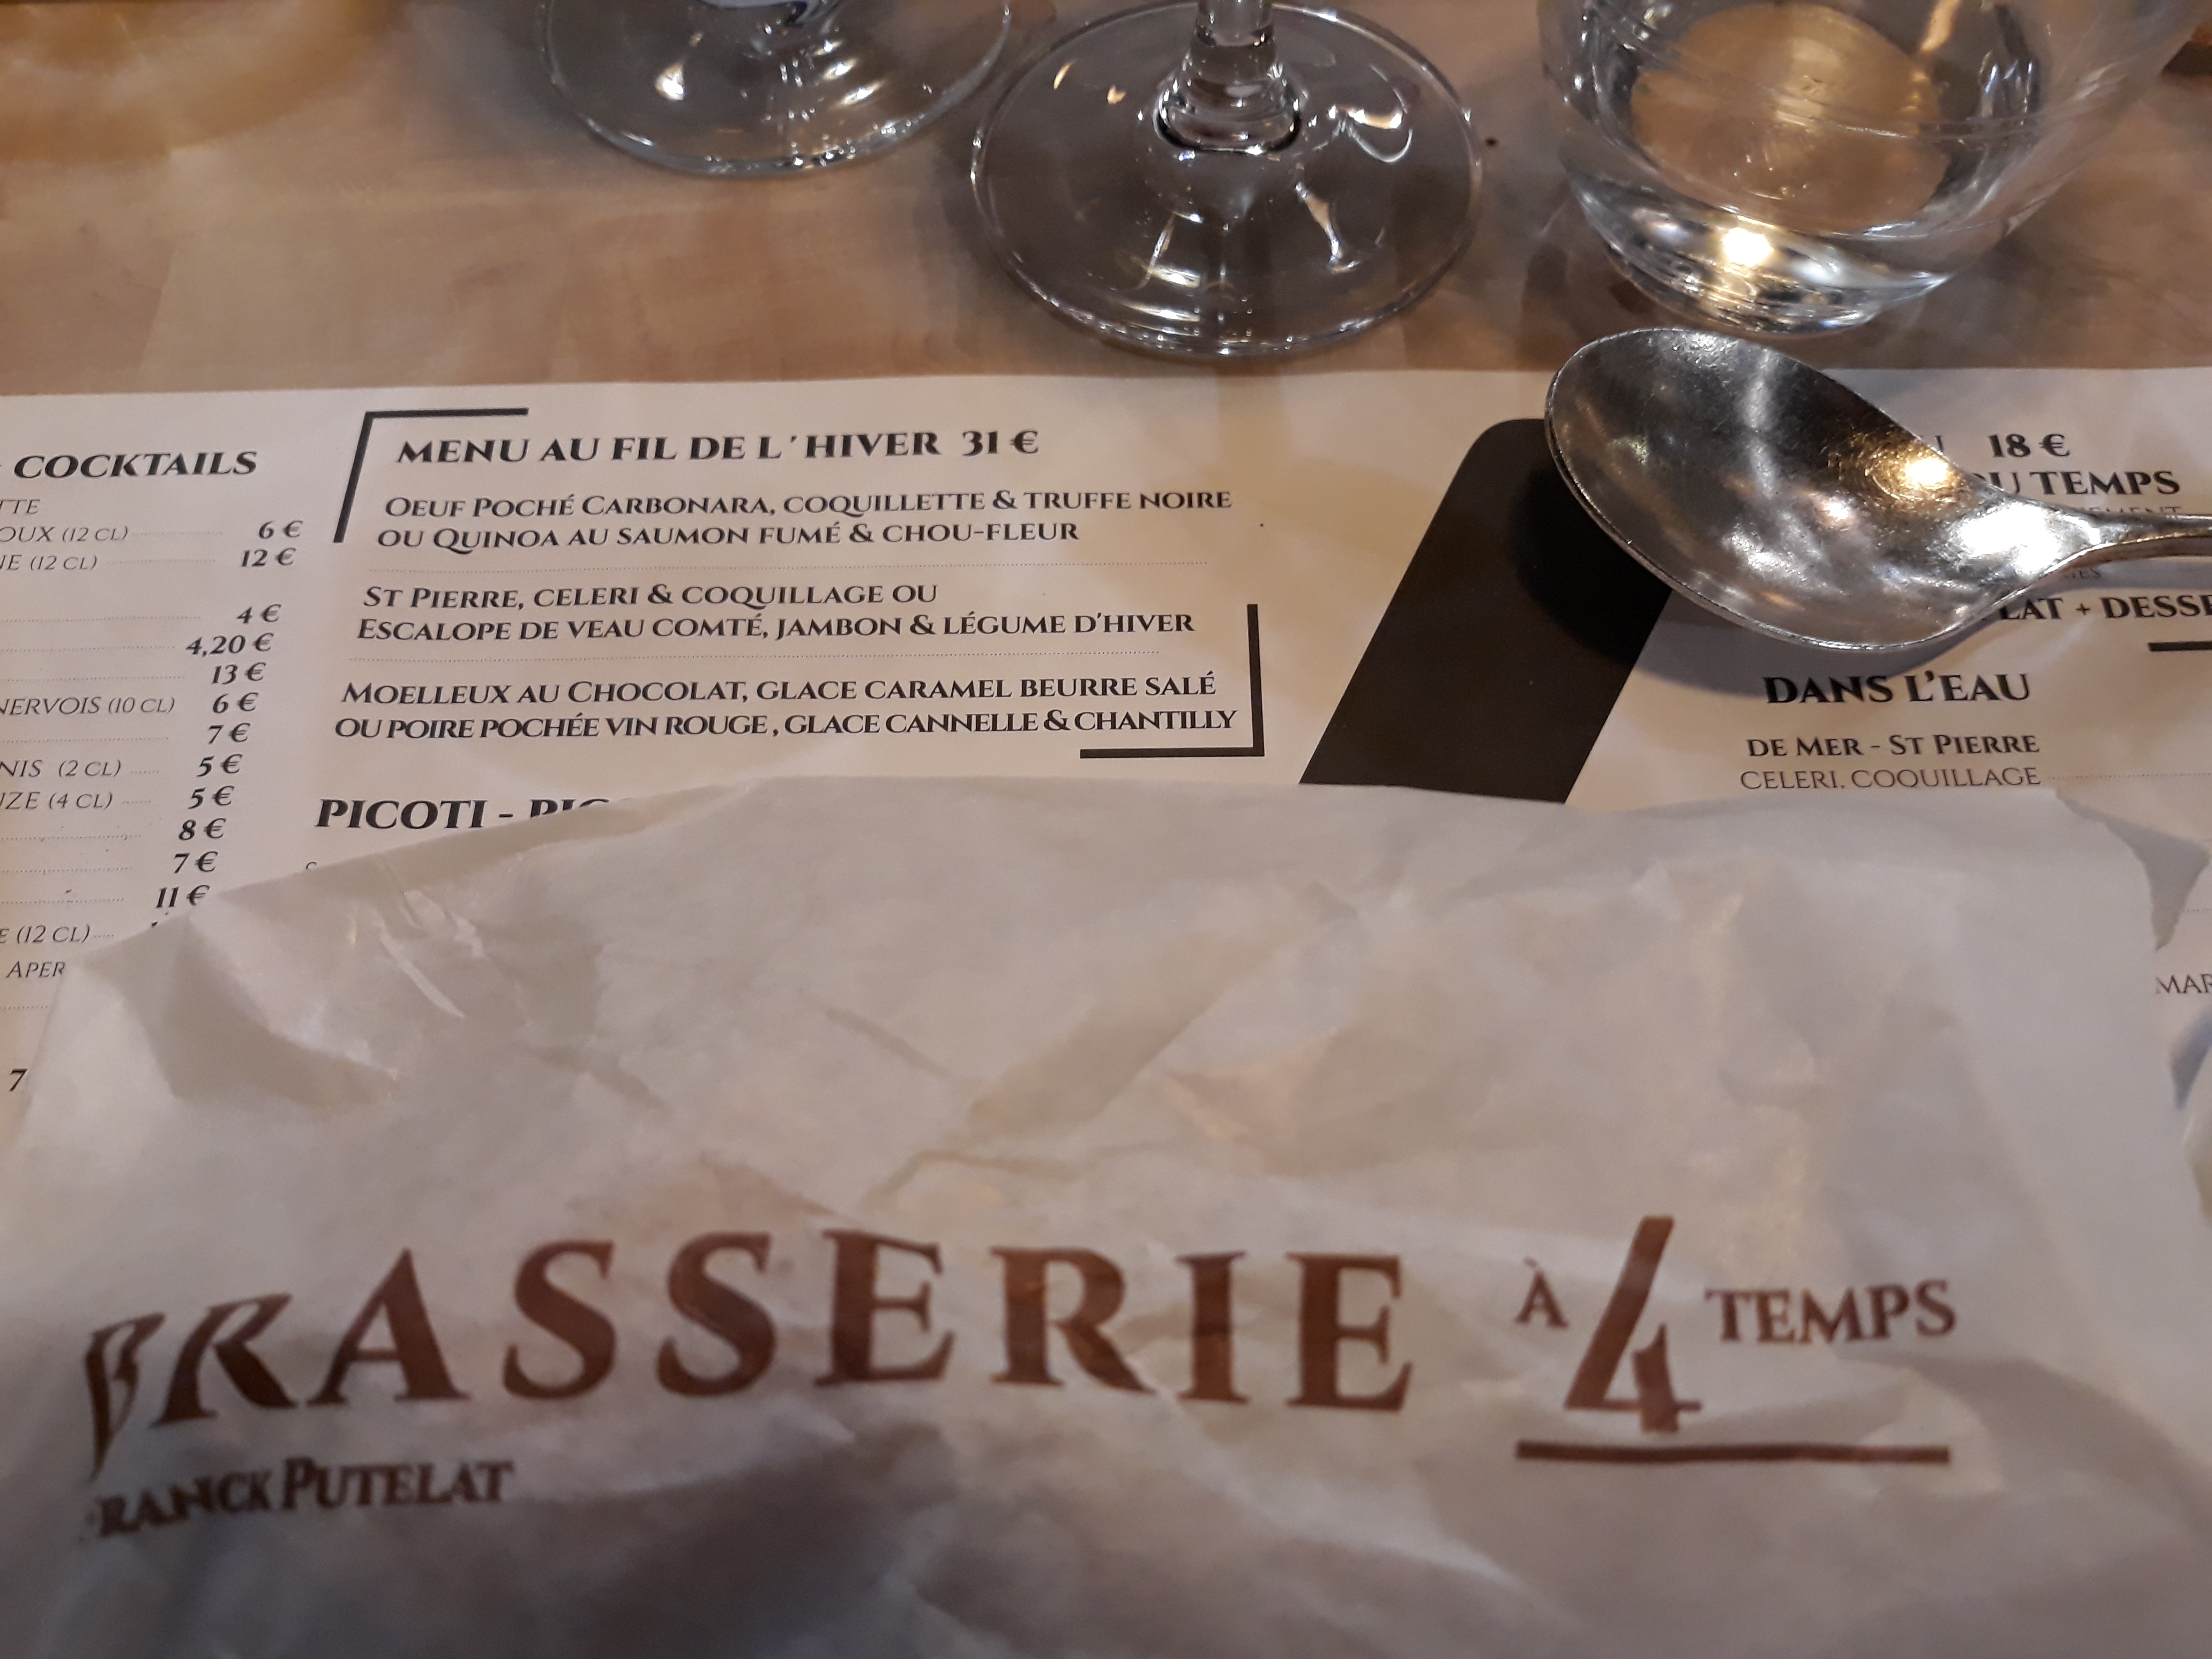 COCKTAILS
(12 CL) 6 €
(12 CL) 12 €
4 €
4,20 €
13 €
(10 CL) 6 €
7 €
(2 CL) 5 €
(4 CL) 5 €
8 €
7 €
11 €
(12 CL)
7
MENU AU FIL DE L'HIVER 31 €
OEUF POCHÉ CARBONARA, COQUILLETTE & TRUFFE NOIRE
OU QUINOA AU SAUMON FUMÉ & CHOU-FLEUR
ST PIERRE, CELERI & COQUILLAGE OU
ESCALOPE DE VEAU COMTÉ, JAMBON & LÉGUME D'HIVER
MOELLEUX AU CHOCOLAT, GLACE CARAMEL BEURRE SALÉ
OU POIRE POCHÉE VIN ROUGE, GLACE CANNELLE & CHANTILLY
PICOTI -
18 €
TEMPS
+
DANS L'EAU
DE MER - ST PIERRE
CELERI, COQUILLAGE
BRASSERIE À 4 TEMPS
FRANCK PUTELAT